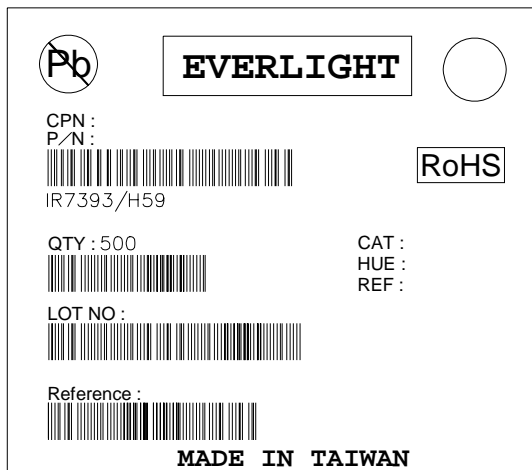 Pb
EVERLIGHT
CPN :
P/N :
RoHS
IR7393/H59
QTY : 500
CAT :
HUE :
REF :
LOT NO :
Reference :
MADE IN TAIWAN